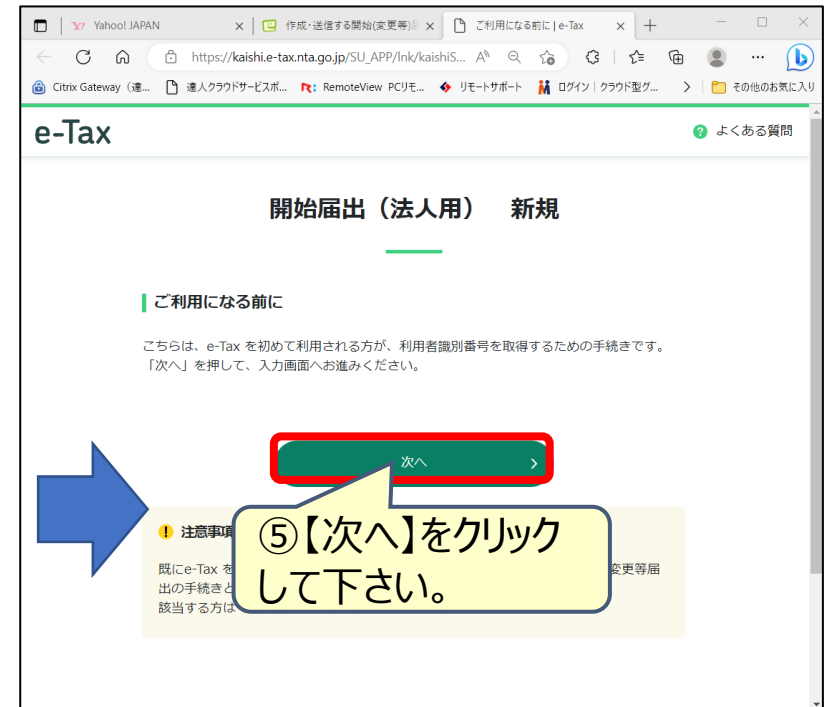 Yahoo! JAPAN
作成・送信する開始(変更等)
ご利用になる前に | e-Tax
https://kaishi.e-tax.nta.go.jp/SU_APP/lnk/kaishiS...
Citrix Gateway（達...
達人クラウドサービスポ...
RemoteView PCリモ...
リモートサポート
ログイン｜クラウド型グ...
その他のお気に入り
e-Tax
よくある質問
開始届出（法人用）　新規
ご利用になる前に
こちらは、e-Tax を初めて利用される方が、利用者識別番号を取得するための手続きです。
「次へ」を押して、入力画面へお進みください。
次へ
注意事項
⑤【次へ】をクリック
して下さい。
既にe-Tax を
変更等届
出の手続きと
該当する方は